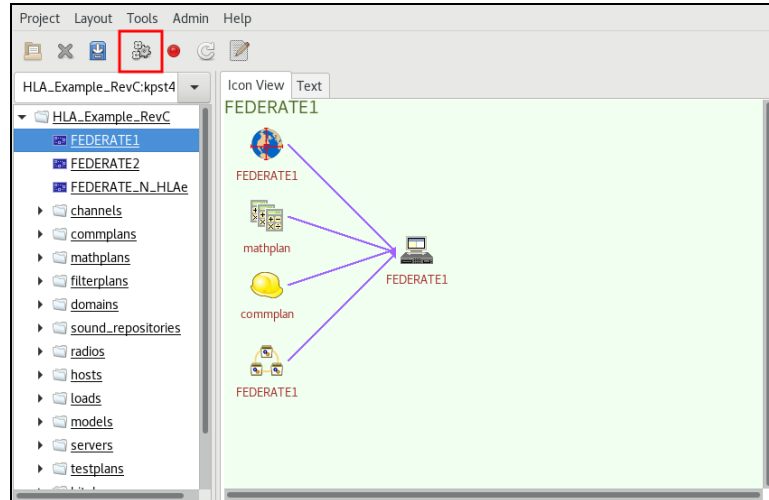 Project Layout Tools Admin Help
HLA_Example_RevC:kpst4
Icon View Text
HLA_Example_RevC
FEDERATE1
FEDERATE2
FEDERATE_N_HLAe
channels
commplans
mathplans
filterplans
domains
sound_repositories
radios
hosts
loads
models
servers
testplans
FEDERATE1
FEDERATE1
mathplan
commplan
FEDERATE1
FEDERATE1